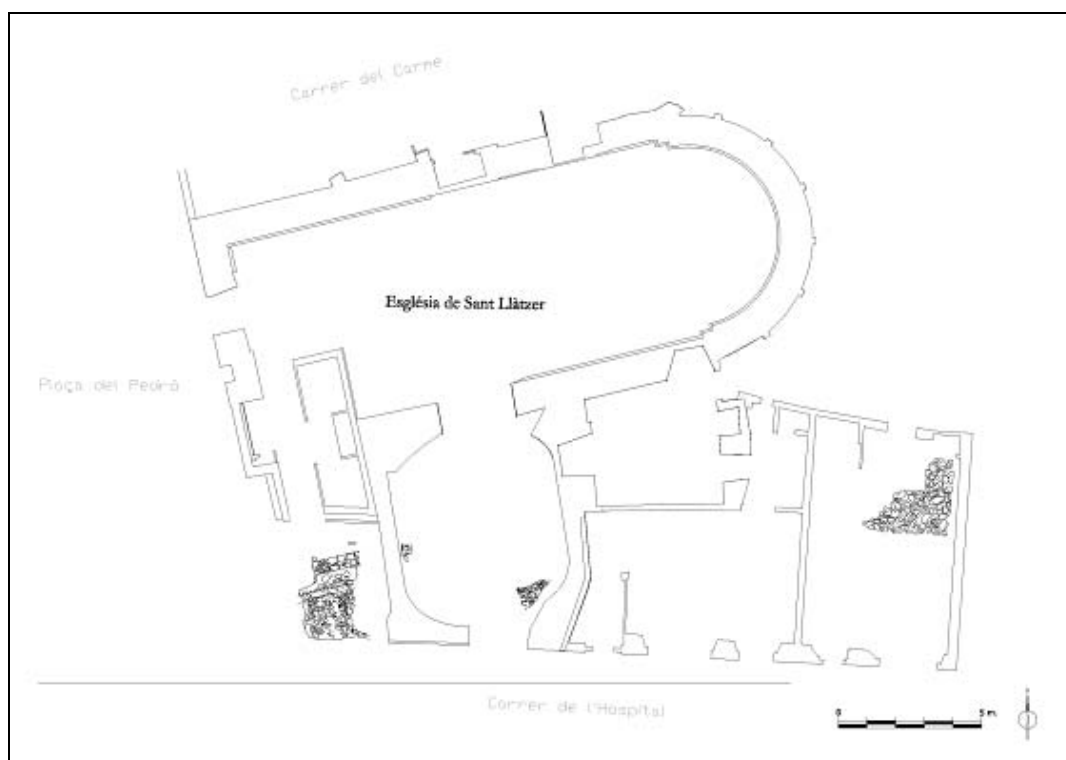 Carrer del Carme
Església de Sant Llàtzer
Plaça del Pedró
Carrer de l'Hospital
0 5 m.